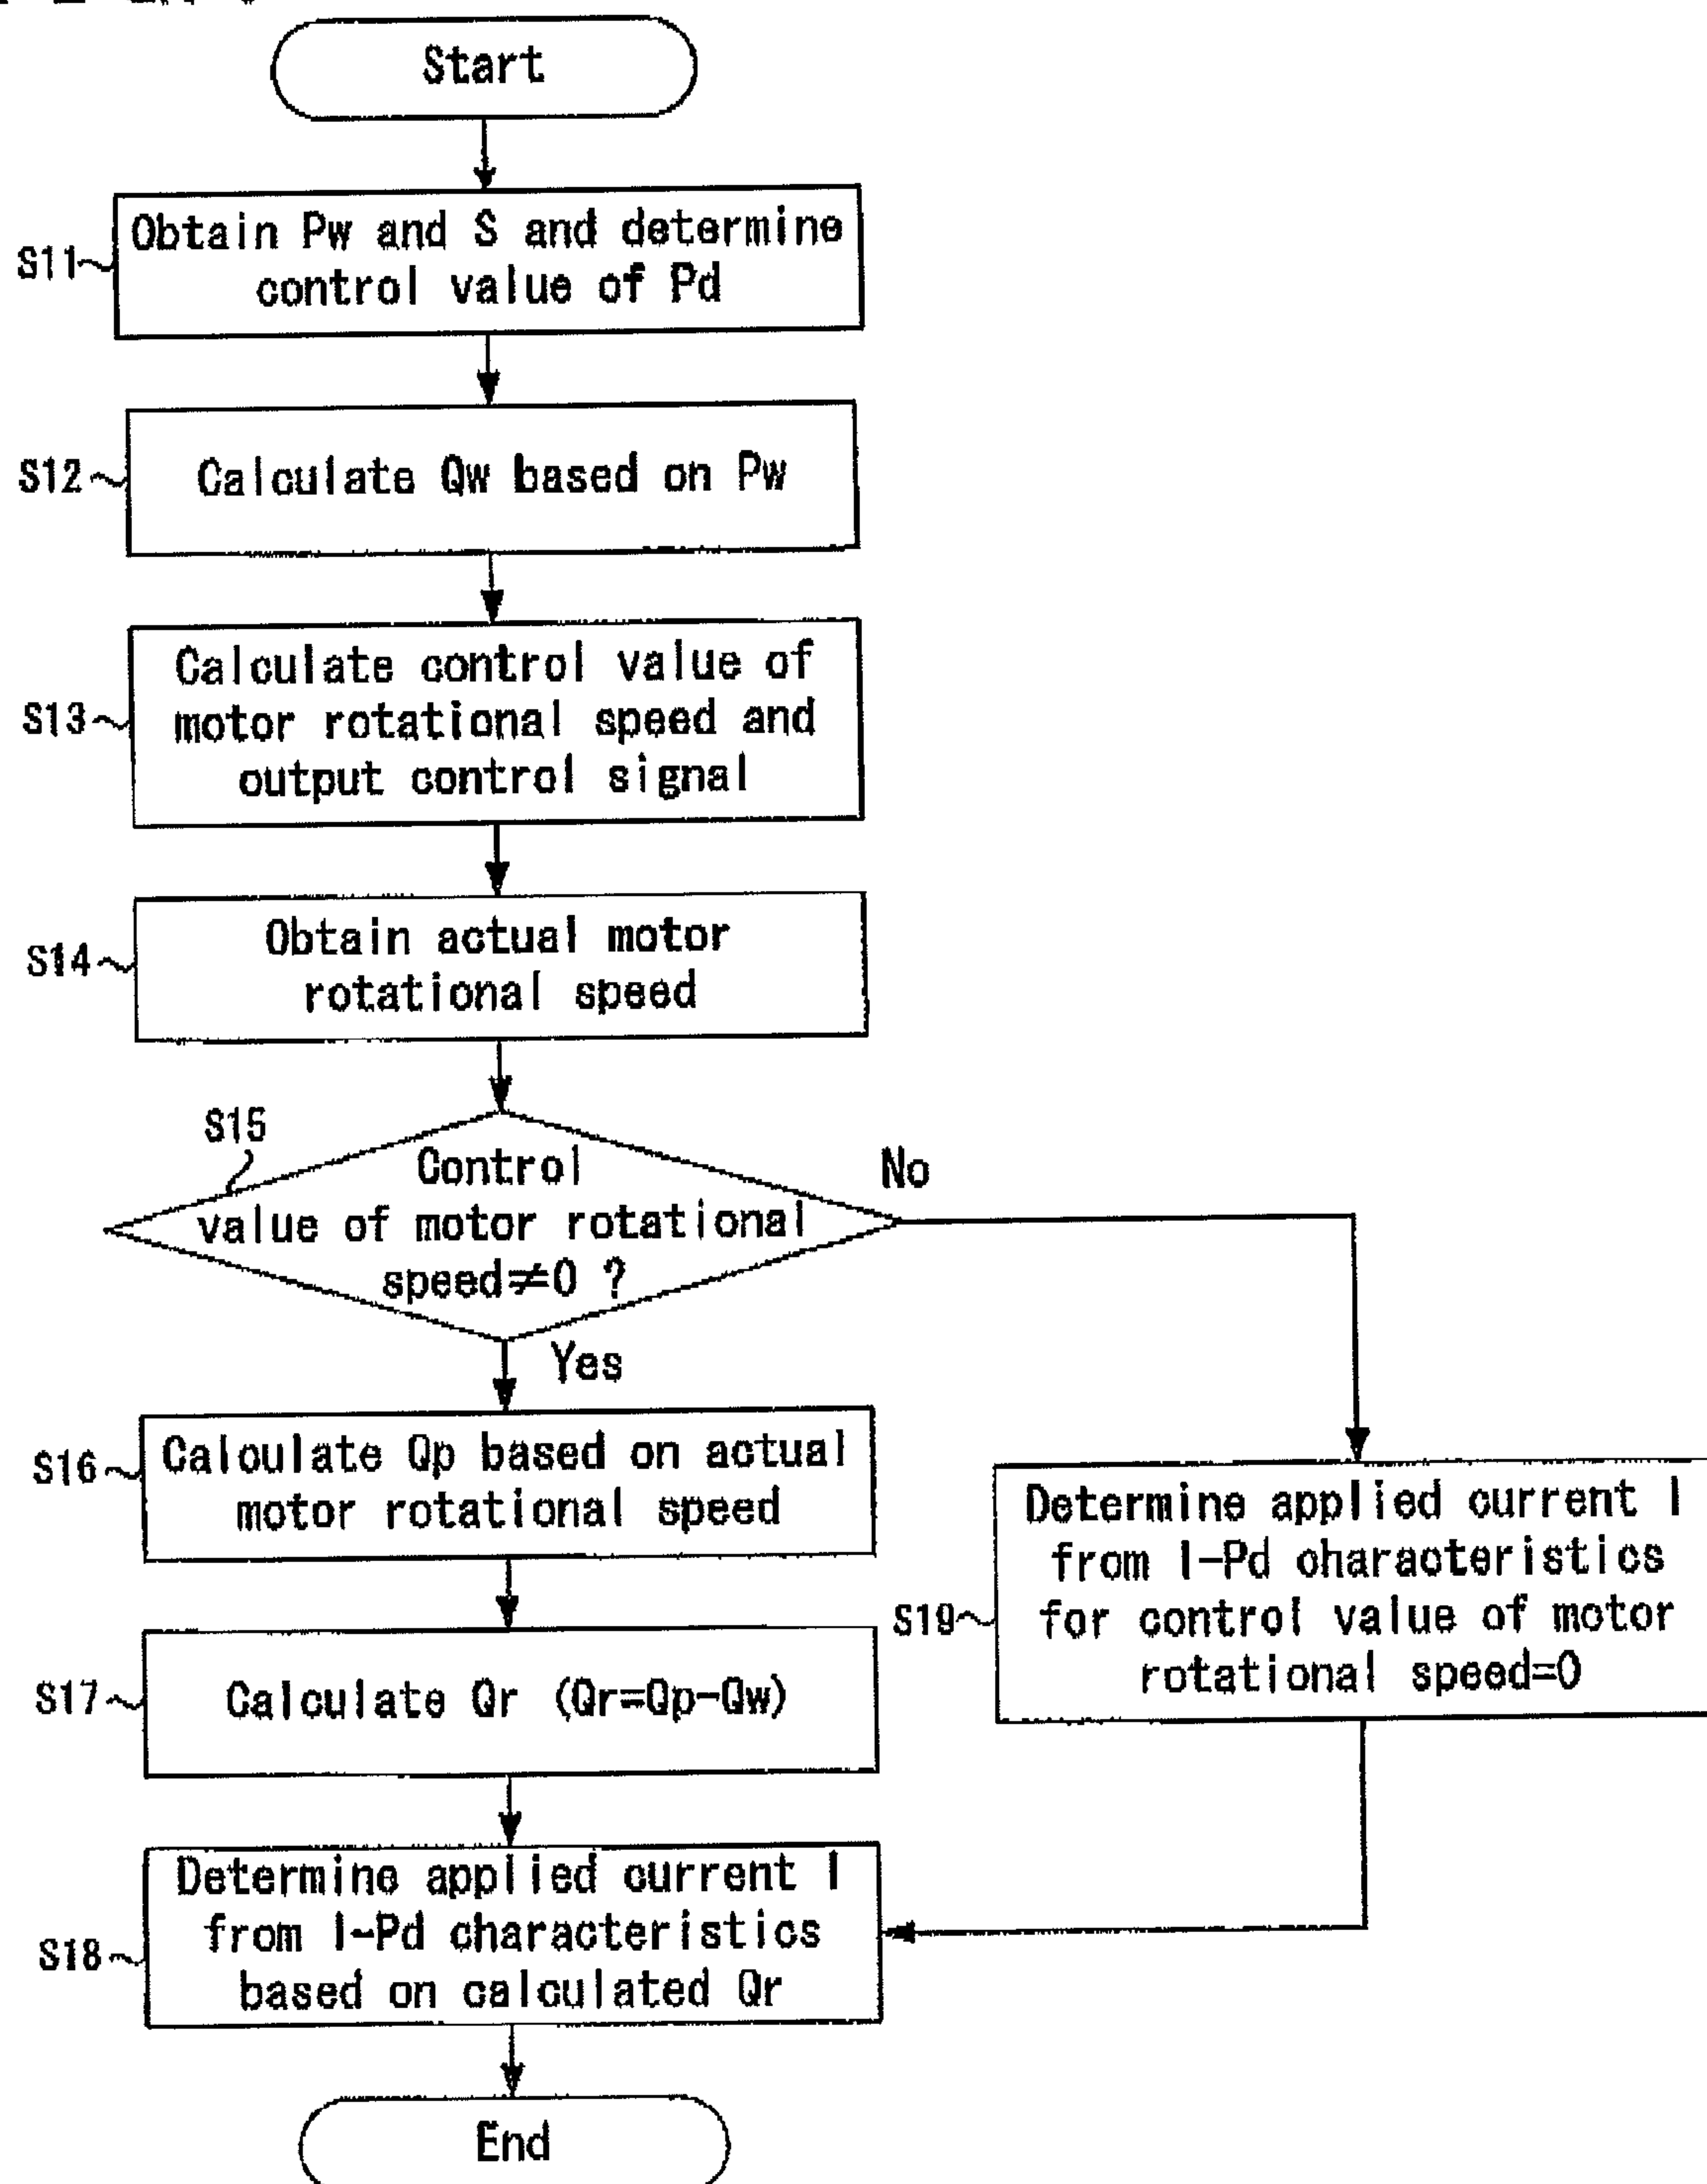 Start
S11
Obtain Pw and S and determine
control value of Pd
S12
Calculate Qw based on Pw
S13
Calculate control value of
motor rotational speed and
output control signal
S14
Obtain actual motor
rotational speed
S15
Control
value of motor rotational
speed≠0 ?
No
Yes
S16
Calculate Qp based on actual
motor rotational speed
S17
Calculate Qr (Qr=Qp-Qw)
S18
Determine applied current I
from I-Pd characteristics
based on calculated Qr
S19
Determine applied current I
from I-Pd characteristics
for control value of motor
rotational speed=0
End